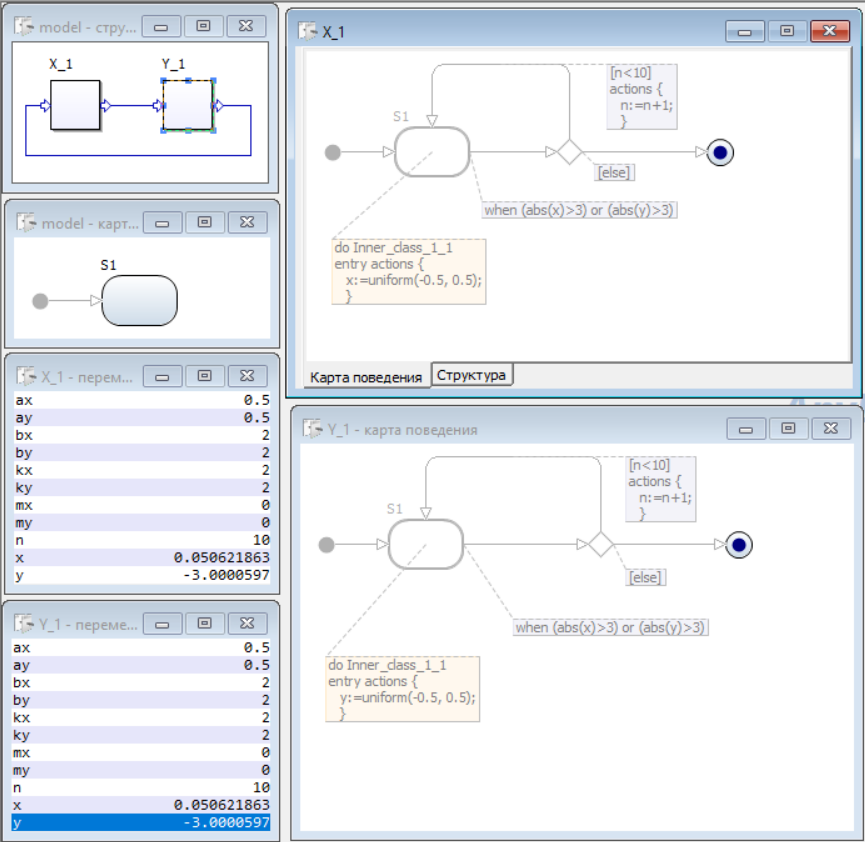 model - стру...
X_1
Y_1
model - карт...
S1
X_1 - перем...
ax 0.5
ay 0.5
bx 2
by 2
kx 2
ky 2
mx 0
my 0
n 10
x 0.050621863
y -3.0000597
Y_1 - переме...
ax 0.5
ay 0.5
bx 2
by 2
kx 2
ky 2
mx 0
my 0
n 10
x 0.050621863
y -3.0000597
X_1
[n<10]
actions {
n:=n+1;
}
S1
[else]
when (abs(x)>3) or (abs(y)>3)
do Inner_class_1_1
entry actions {
x:=uniform(-0.5, 0.5);
}
Карта поведения
Структура
Y_1 - карта поведения
[n<10]
actions {
n:=n+1;
}
S1
[else]
when (abs(x)>3) or (abs(y)>3)
do Inner_class_1_1
entry actions {
y:=uniform(-0.5, 0.5);
}